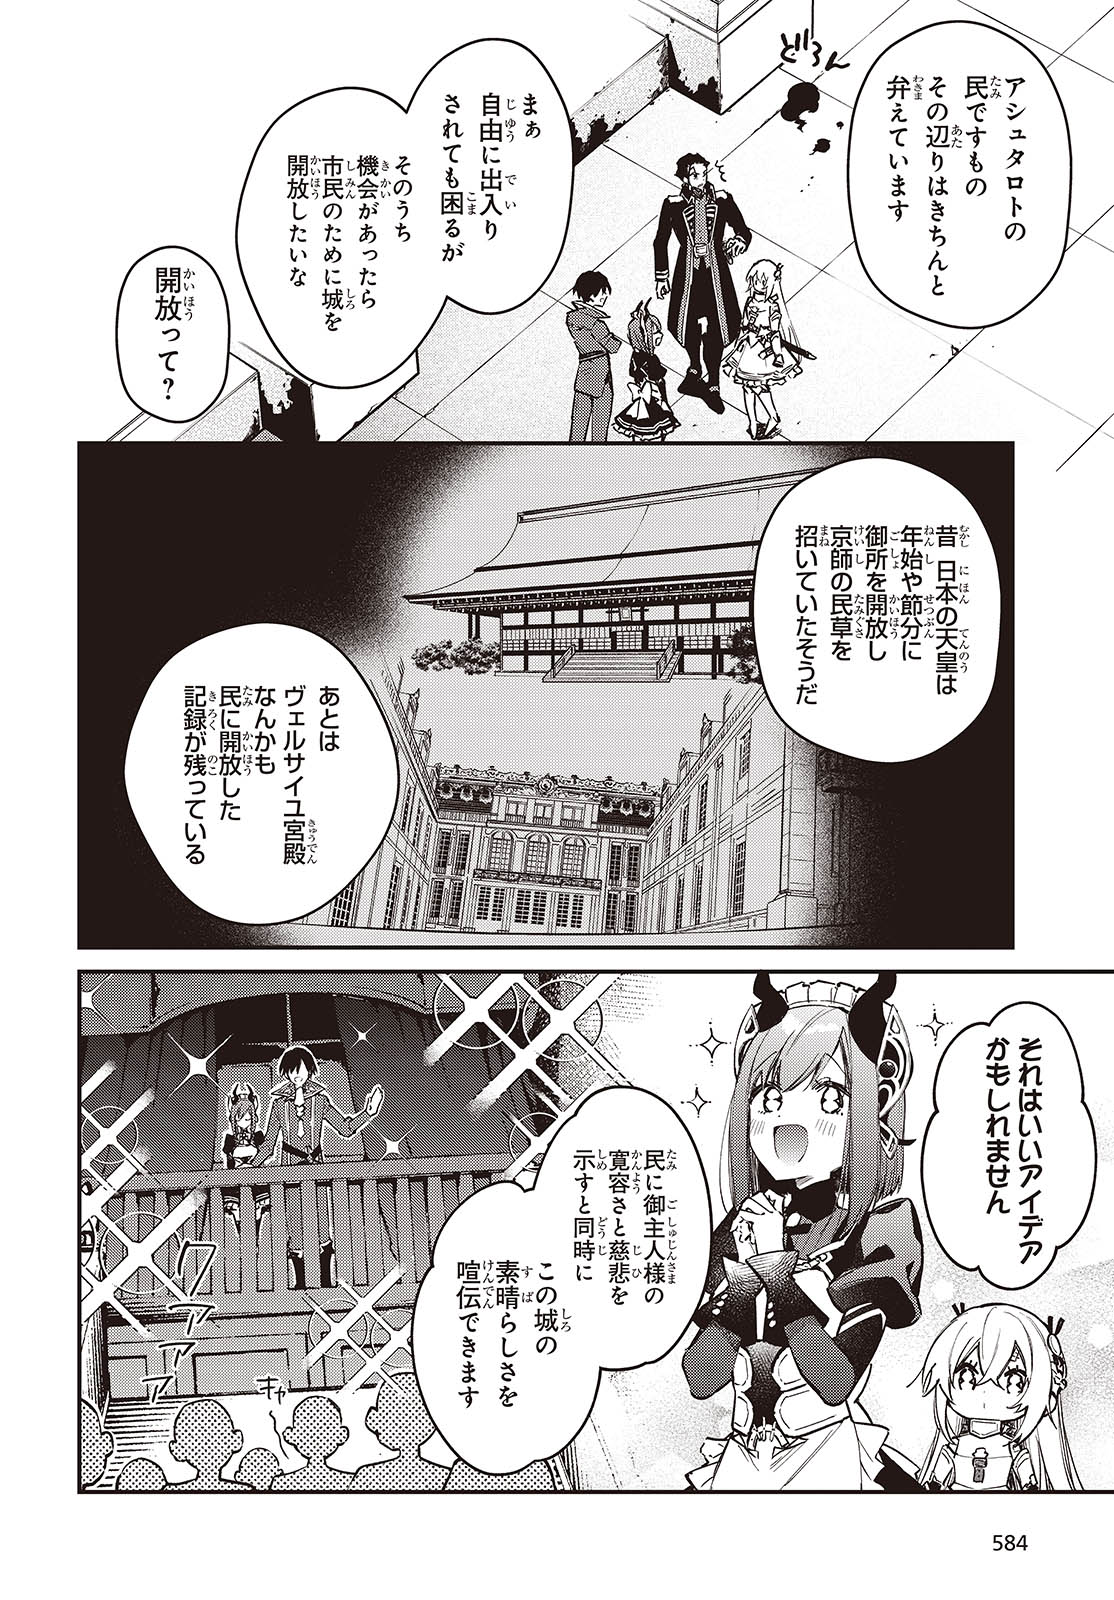 アシュタロトの
民ですもの
その辺りはきちんと
弁えています
どろん
まぁ
自由に出入り
されても困るが
そのうち
機会があったら
市民のために城を
開放したいな
開放って？
昔 日本の天皇は
年始や節分に
御所を開放し
京師の民草を
招いていたそうだ
あとは
ヴェルサイユ宮殿
なんかも
民に開放した
記録が残っている
それはいいアイデア
かもしれません
民に御主人様の
寛容さと慈悲を
示すと同時に
この城の
素晴らしさを
喧伝できます
ワァァァ
キャー
584